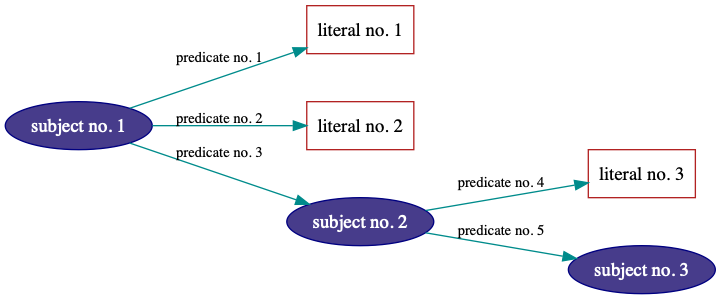 literal no. 1
predicate no. 1
subject no. 1
predicate no. 2
literal no. 2
predicate no. 3
literal no. 3
predicate no. 4
subject no. 2
predicate no. 5
subject no. 3